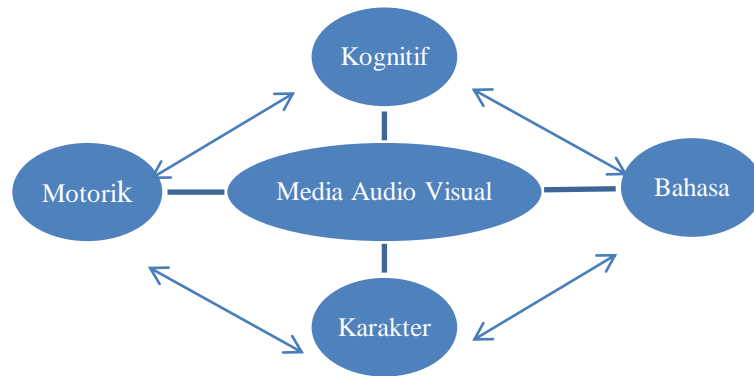 Kognitif
Motorik
Media Audio Visual
Bahasa
Karakter